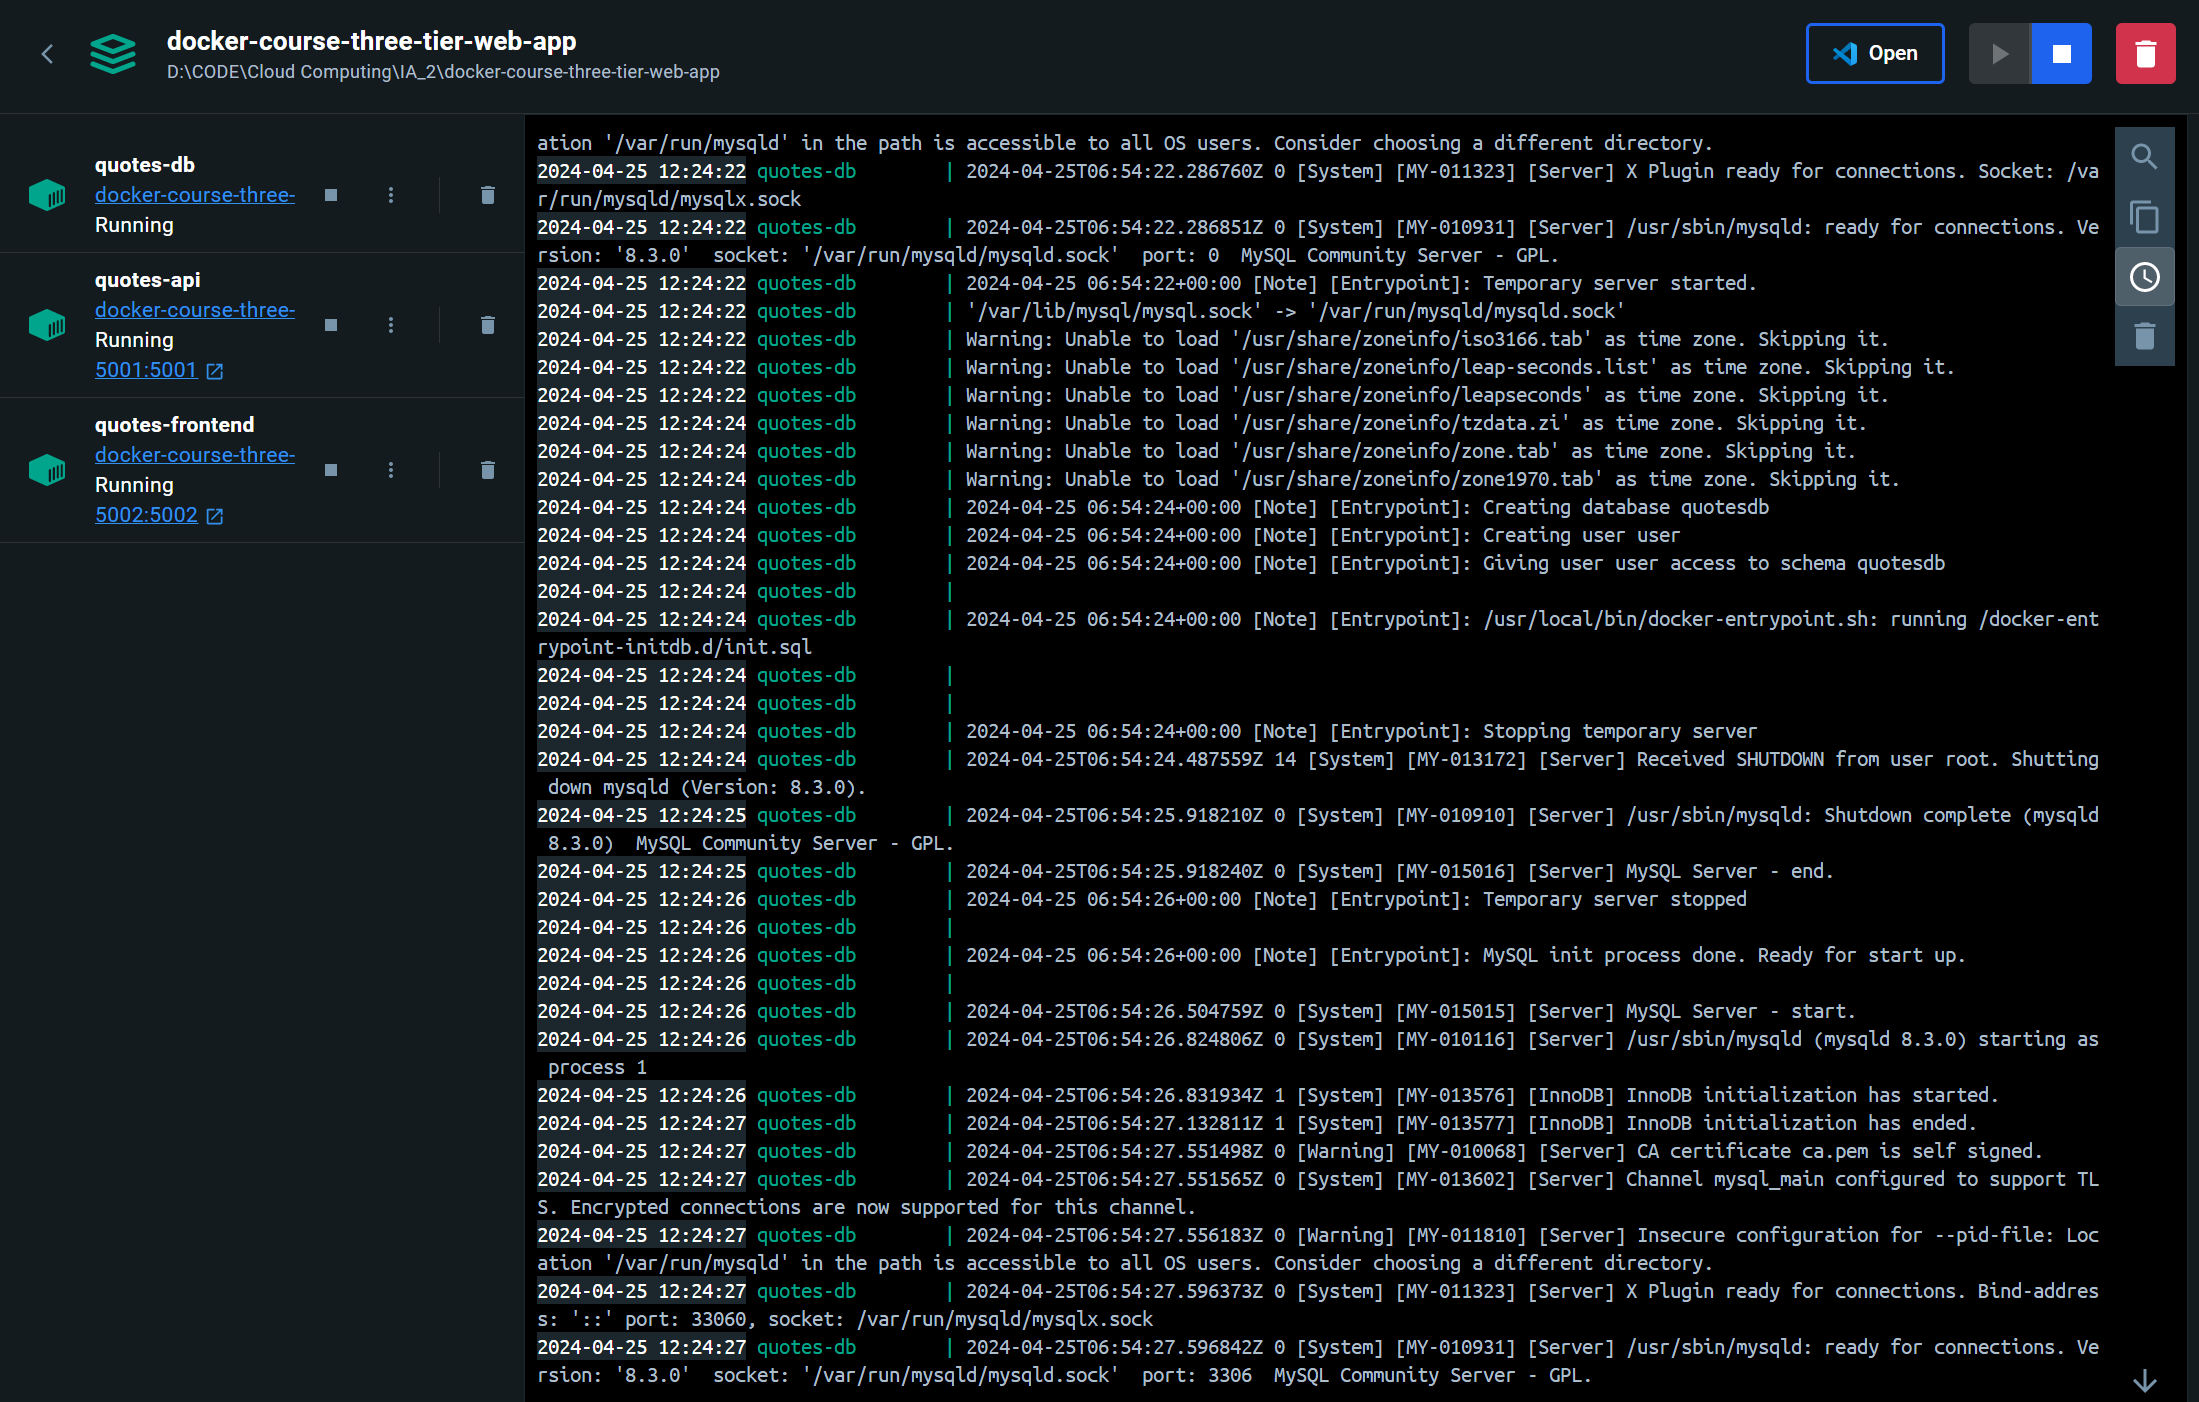 docker-course-three-tier-web-app
D:\CODE\Cloud Computing\IA_2\docker-course-three-tier-web-app
Open
quotes-db
docker-course-three-
Running
quotes-api
docker-course-three-
Running
5001:5001
quotes-frontend
docker-course-three-
Running
5002:5002
ation '/var/run/mysqld' in the path is accessible to all OS users. Consider choosing a different directory.
2024-04-25 12:24:22 quotes-db | 2024-04-25T06:54:22.286760Z 0 [System] [MY-011323] [Server] X Plugin ready for connections. Socket: /va
r/run/mysqld/mysqlx.sock
2024-04-25 12:24:22 quotes-db | 2024-04-25T06:54:22.286851Z 0 [System] [MY-010931] [Server] /usr/sbin/mysqld: ready for connections. Ve
rsion: '8.3.0'  socket: '/var/run/mysqld/mysqld.sock'  port: 0  MySQL Community Server - GPL.
2024-04-25 12:24:22 quotes-db | 2024-04-25 06:54:22+00:00 [Note] [Entrypoint]: Temporary server started.
2024-04-25 12:24:22 quotes-db | '/var/lib/mysql/mysql.sock' -> '/var/run/mysqld/mysqld.sock'
2024-04-25 12:24:22 quotes-db | Warning: Unable to load '/usr/share/zoneinfo/iso3166.tab' as time zone. Skipping it.
2024-04-25 12:24:22 quotes-db | Warning: Unable to load '/usr/share/zoneinfo/leap-seconds.list' as time zone. Skipping it.
2024-04-25 12:24:22 quotes-db | Warning: Unable to load '/usr/share/zoneinfo/leapseconds' as time zone. Skipping it.
2024-04-25 12:24:24 quotes-db | Warning: Unable to load '/usr/share/zoneinfo/tzdata.zi' as time zone. Skipping it.
2024-04-25 12:24:24 quotes-db | Warning: Unable to load '/usr/share/zoneinfo/zone.tab' as time zone. Skipping it.
2024-04-25 12:24:24 quotes-db | Warning: Unable to load '/usr/share/zoneinfo/zone1970.tab' as time zone. Skipping it.
2024-04-25 12:24:24 quotes-db | 2024-04-25 06:54:24+00:00 [Note] [Entrypoint]: Creating database quotesdb
2024-04-25 12:24:24 quotes-db | 2024-04-25 06:54:24+00:00 [Note] [Entrypoint]: Creating user user
2024-04-25 12:24:24 quotes-db | 2024-04-25 06:54:24+00:00 [Note] [Entrypoint]: Giving user user access to schema quotesdb
2024-04-25 12:24:24 quotes-db |
2024-04-25 12:24:24 quotes-db | 2024-04-25 06:54:24+00:00 [Note] [Entrypoint]: /usr/local/bin/docker-entrypoint.sh: running /docker-ent
rypoint-initdb.d/init.sql
2024-04-25 12:24:24 quotes-db |
2024-04-25 12:24:24 quotes-db |
2024-04-25 12:24:24 quotes-db | 2024-04-25 06:54:24+00:00 [Note] [Entrypoint]: Stopping temporary server
2024-04-25 12:24:24 quotes-db | 2024-04-25T06:54:24.487559Z 14 [System] [MY-013172] [Server] Received SHUTDOWN from user root. Shutting
down mysqld (Version: 8.3.0).
2024-04-25 12:24:25 quotes-db | 2024-04-25T06:54:25.918210Z 0 [System] [MY-010910] [Server] /usr/sbin/mysqld: Shutdown complete (mysqld
8.3.0)  MySQL Community Server - GPL.
2024-04-25 12:24:25 quotes-db | 2024-04-25T06:54:25.918240Z 0 [System] [MY-015016] [Server] MySQL Server - end.
2024-04-25 12:24:26 quotes-db | 2024-04-25 06:54:26+00:00 [Note] [Entrypoint]: Temporary server stopped
2024-04-25 12:24:26 quotes-db |
2024-04-25 12:24:26 quotes-db | 2024-04-25 06:54:26+00:00 [Note] [Entrypoint]: MySQL init process done. Ready for start up.
2024-04-25 12:24:26 quotes-db |
2024-04-25 12:24:26 quotes-db | 2024-04-25T06:54:26.504759Z 0 [System] [MY-015015] [Server] MySQL Server - start.
2024-04-25 12:24:26 quotes-db | 2024-04-25T06:54:26.824806Z 0 [System] [MY-010116] [Server] /usr/sbin/mysqld (mysqld 8.3.0) starting as
process 1
2024-04-25 12:24:26 quotes-db | 2024-04-25T06:54:26.831934Z 1 [System] [MY-013576] [InnoDB] InnoDB initialization has started.
2024-04-25 12:24:27 quotes-db | 2024-04-25T06:54:27.132811Z 1 [System] [MY-013577] [InnoDB] InnoDB initialization has ended.
2024-04-25 12:24:27 quotes-db | 2024-04-25T06:54:27.551498Z 0 [Warning] [MY-010068] [Server] CA certificate ca.pem is self signed.
2024-04-25 12:24:27 quotes-db | 2024-04-25T06:54:27.551565Z 0 [System] [MY-013602] [Server] Channel mysql_main configured to support TL
S. Encrypted connections are now supported for this channel.
2024-04-25 12:24:27 quotes-db | 2024-04-25T06:54:27.556183Z 0 [Warning] [MY-011810] [Server] Insecure configuration for --pid-file: Loc
ation '/var/run/mysqld' in the path is accessible to all OS users. Consider choosing a different directory.
2024-04-25 12:24:27 quotes-db | 2024-04-25T06:54:27.596373Z 0 [System] [MY-011323] [Server] X Plugin ready for connections. Bind-addres
s: '::' port: 33060, socket: /var/run/mysqld/mysqlx.sock
2024-04-25 12:24:27 quotes-db | 2024-04-25T06:54:27.596842Z 0 [System] [MY-010931] [Server] /usr/sbin/mysqld: ready for connections. Ve
rsion: '8.3.0'  socket: '/var/run/mysqld/mysqld.sock'  port: 3306  MySQL Community Server - GPL.